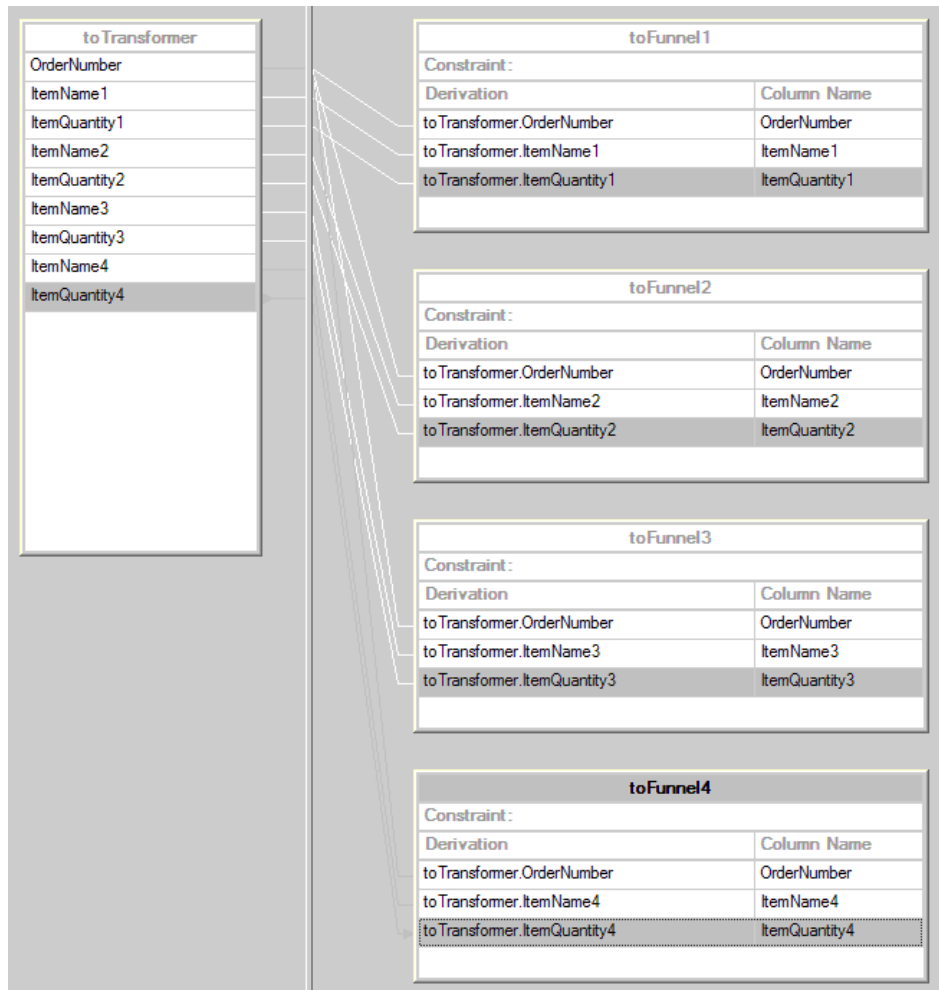 toTransformer
OrderNumber
ItemName1
ItemQuantity1
ItemName2
ItemQuantity2
ItemName3
ItemQuantity3
ItemName4
ItemQuantity4
toFunnel1
Constraint:
Derivation Column Name
toTransformer.OrderNumber OrderNumber
toTransformer.ItemName1 ItemName1
toTransformer.ItemQuantity1 ItemQuantity1
toFunnel2
Constraint:
Derivation Column Name
toTransformer.OrderNumber OrderNumber
toTransformer.ItemName2 ItemName2
toTransformer.ItemQuantity2 ItemQuantity2
toFunnel3
Constraint:
Derivation Column Name
toTransformer.OrderNumber OrderNumber
toTransformer.ItemName3 ItemName3
toTransformer.ItemQuantity3 ItemQuantity3
toFunnel4
Constraint:
Derivation Column Name
toTransformer.OrderNumber OrderNumber
toTransformer.ItemName4 ItemName4
toTransformer.ItemQuantity4 ItemQuantity4